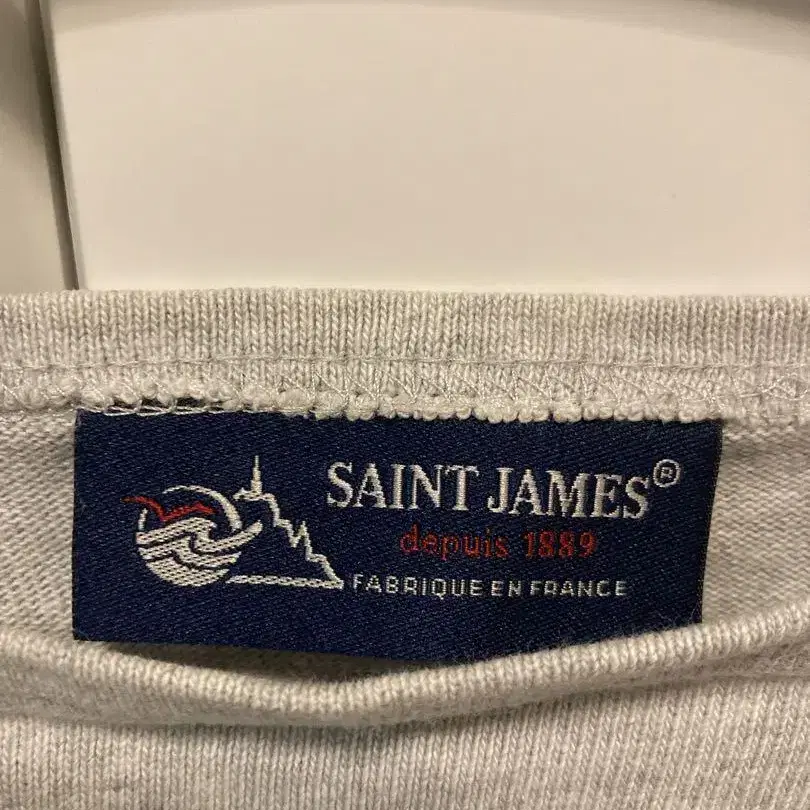 SAINT JAMES®
depuis 1889
FABRIQUE EN FRANCE